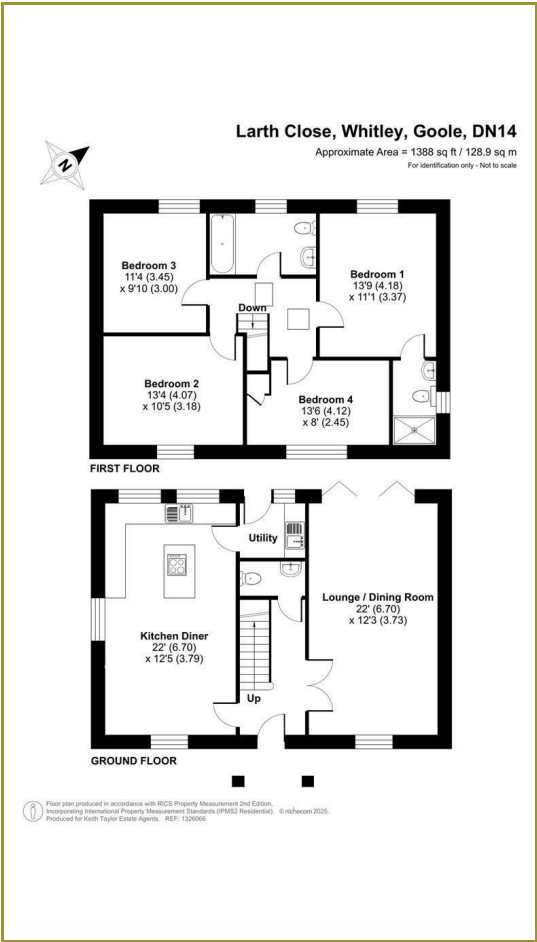 Larth Close, Whitley, Goole, DN14
Approximate Area = 1388 sq ft / 128.9 sq m
For identification only - Not to scale
N
Bedroom 3
11'4 (3.45)
x 9'10 (3.00)
Bedroom 1
13'9 (4.18)
x 11'1 (3.37)
Down
Bedroom 2
13'4 (4.07)
x 10'5 (3.18)
Bedroom 4
13'6 (4.12)
x 8' (2.45)
FIRST FLOOR
Utility
Lounge / Dining Room
22' (6.70)
x 12'3 (3.73)
Kitchen Diner
22' (6.70)
x 12'5 (3.79)
Up
GROUND FLOOR
Floor plan produced in accordance with RICS Property Measurement 2nd Edition,
Incorporating International Property Measurement Standards (IPMS2 Residential). © nichecom 2025.
Produced for Keith Taylor Estate Agents. REF: 1326066